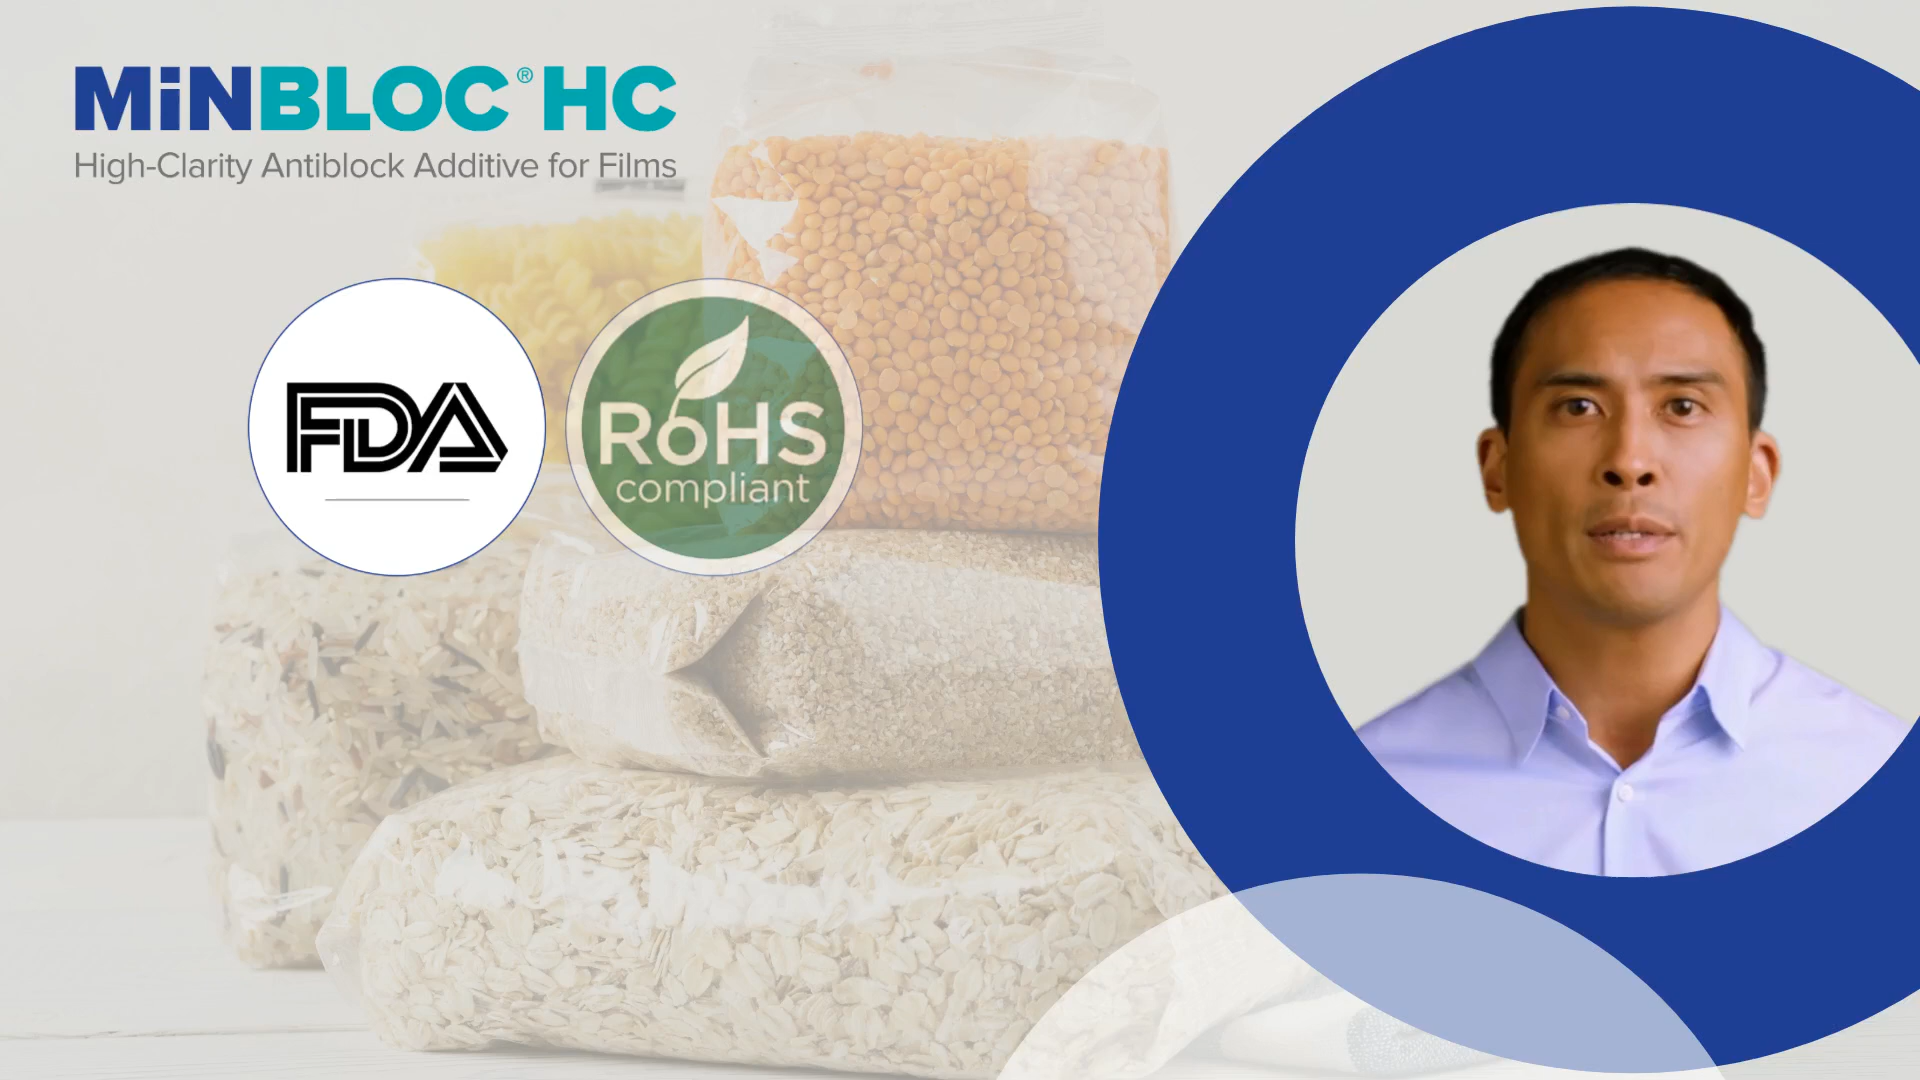 MiNBLOC® HC
High-Clarity Antiblock Additive for Films
FDA
RoHS
compliant